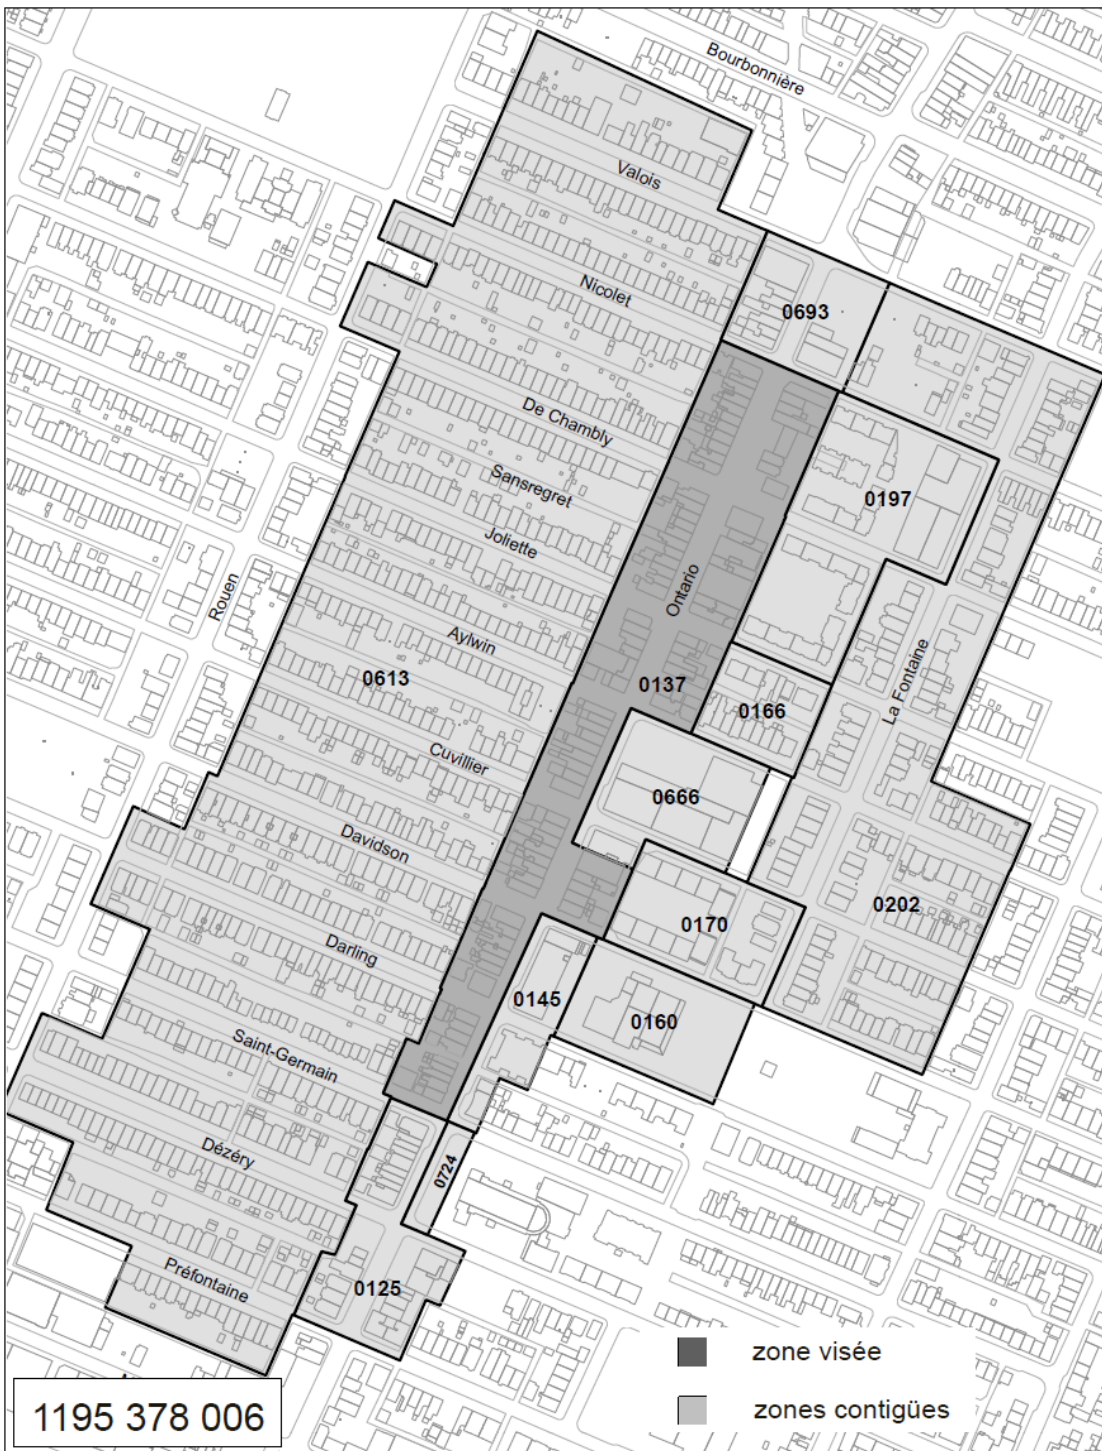 Bourbonnière
Valois
Nicolet
0693
De Chambly
Sansregret
0197
Joliette
Rouen
Ontario
Aylwin
0613
0137
0166
La Fontaine
Cuvillier
0666
Davidson
0202
0170
Darling
0145
0160
Saint-Germain
Dézéry
0724
Préfontaine
0125
zone visée
zones contigües
1195 378 006